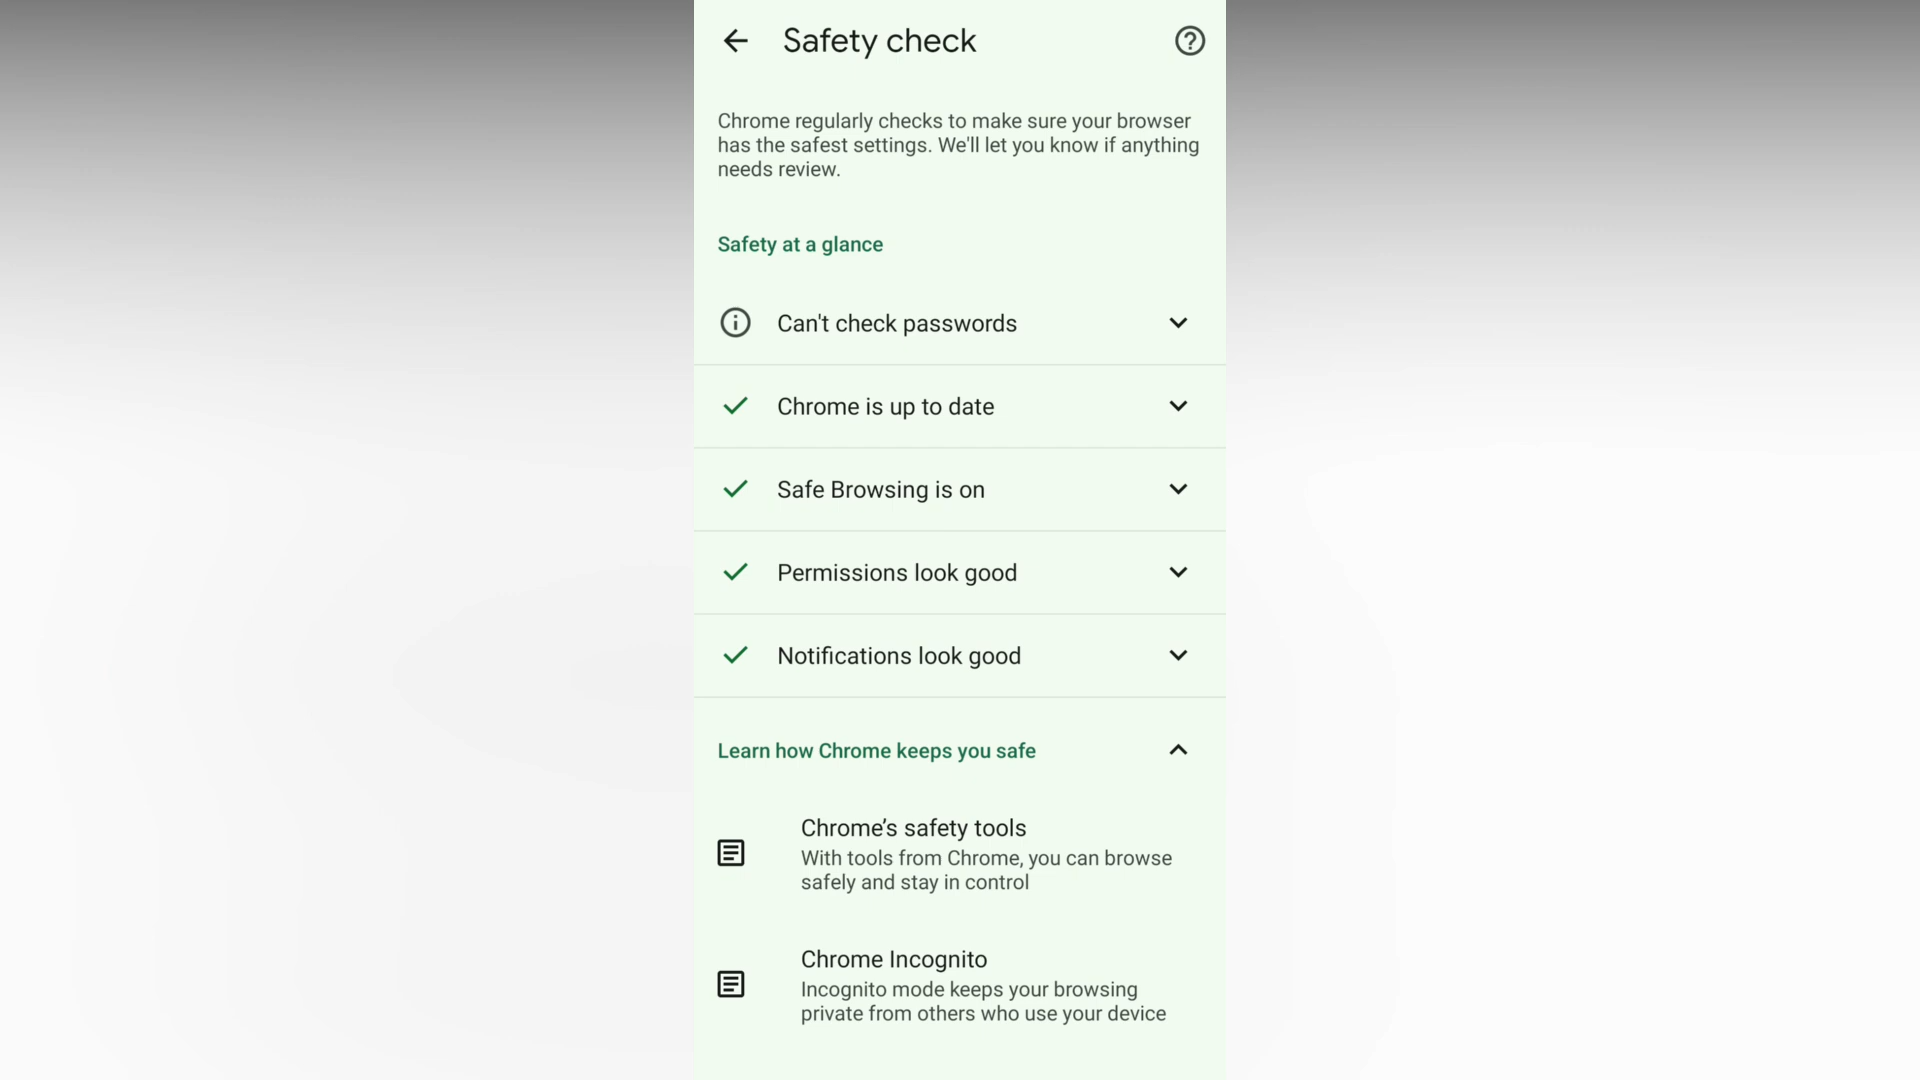 Safety check
Chrome regularly checks to make sure your browser
has the safest settings. We'll let you know if anything
needs review.
Safety at a glance
Can't check passwords
Chrome is up to date
Safe Browsing is on
Permissions look good
Notifications look good
Learn how Chrome keeps you safe
Chrome’s safety tools
With tools from Chrome, you can browse
safely and stay in control
Chrome Incognito
Incognito mode keeps your browsing
private from others who use your device